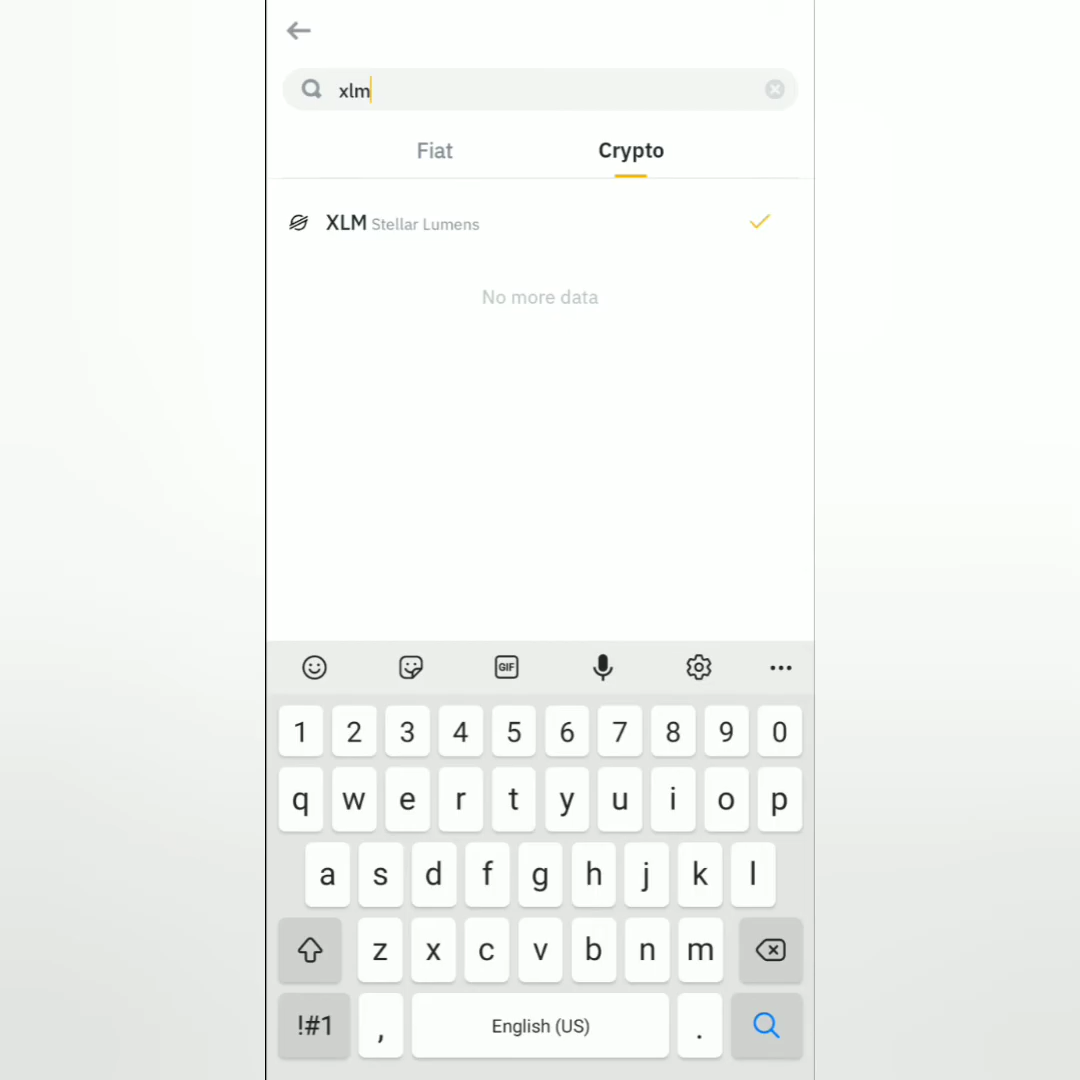 xlm
Fiat Crypto
XLM Stellar Lumens
No more data
GIF
1 2 3 4 5 6 7 8 9 0
q w e r t y u i o p
a s d f g h j k l
z x c v b n m
!#1 , English (US) .